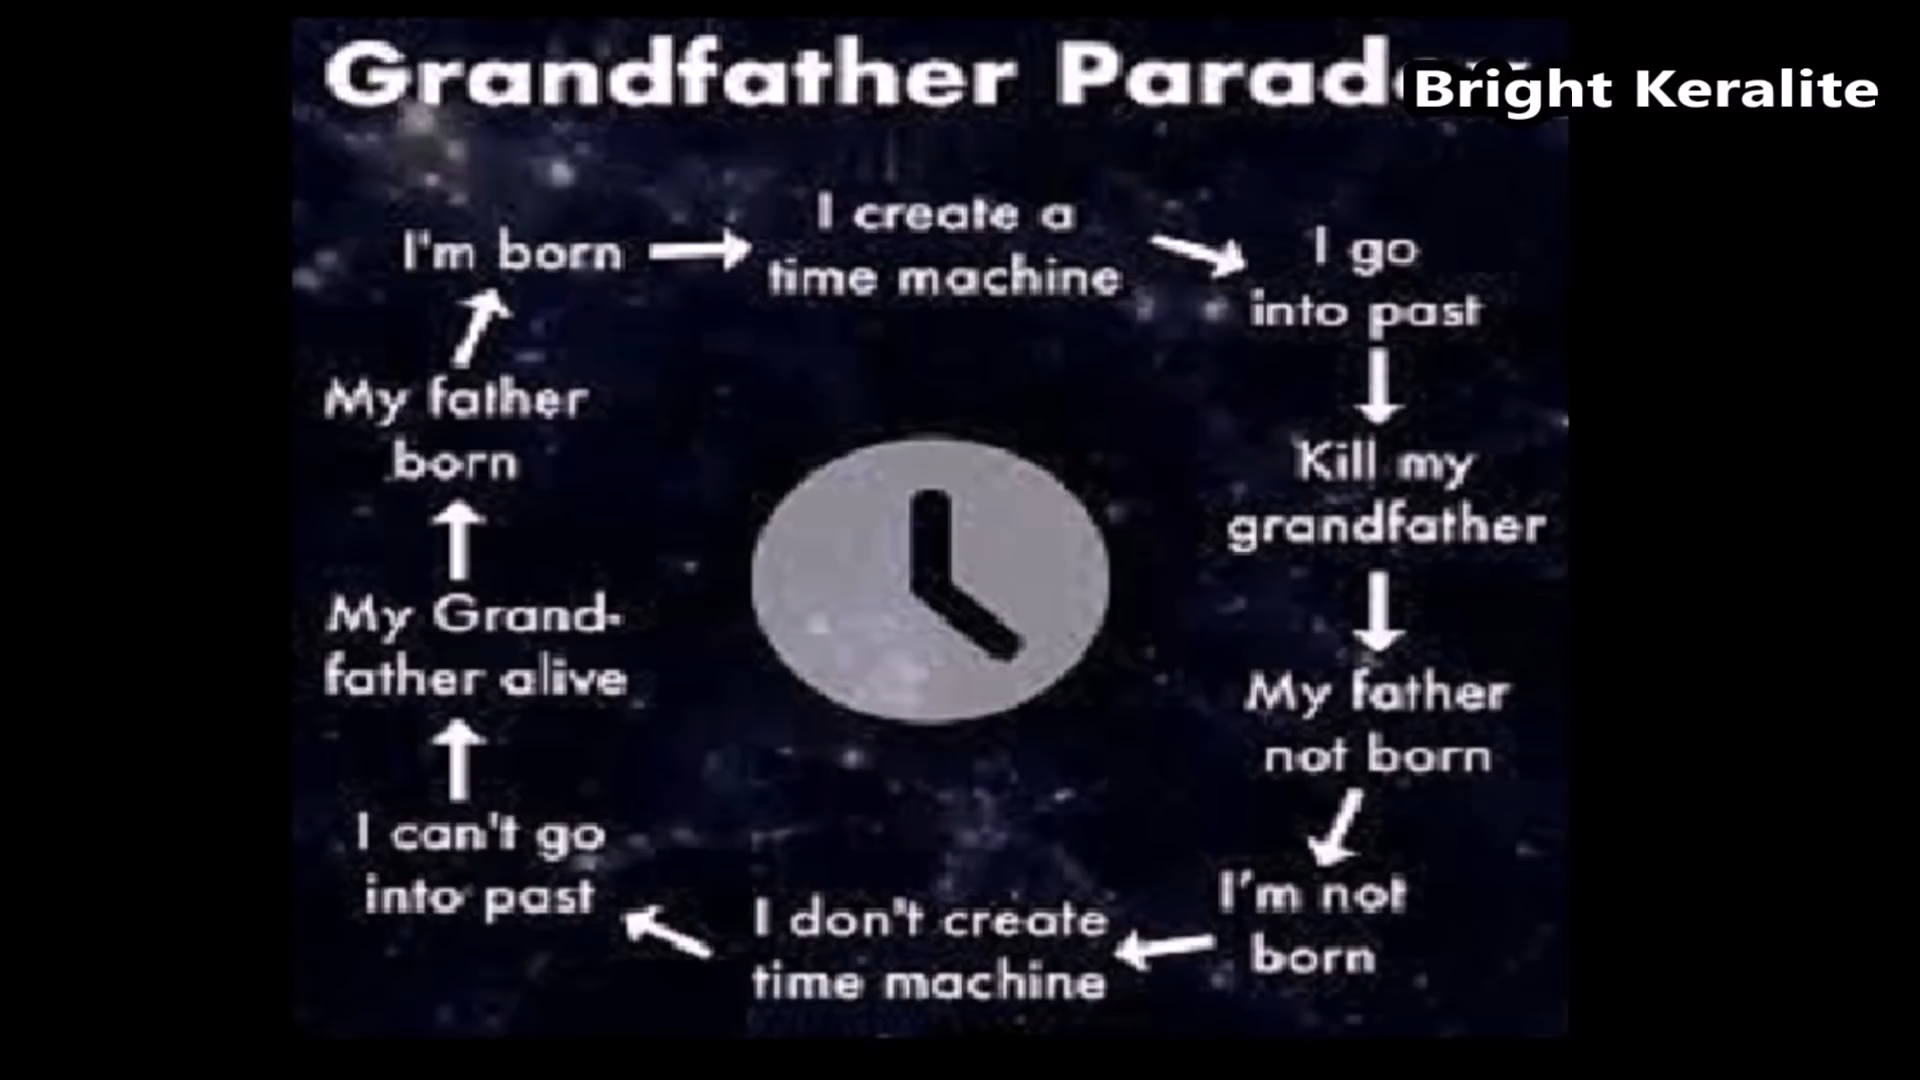 Grandfather Parad
Bright Keralite
I'm born
I create a
time machine
I go
into past
Kill my
grandfather
My father
not born
I'm not
born
I don't create
time machine
I can't go
into past
My Grand-
father alive
My father
born